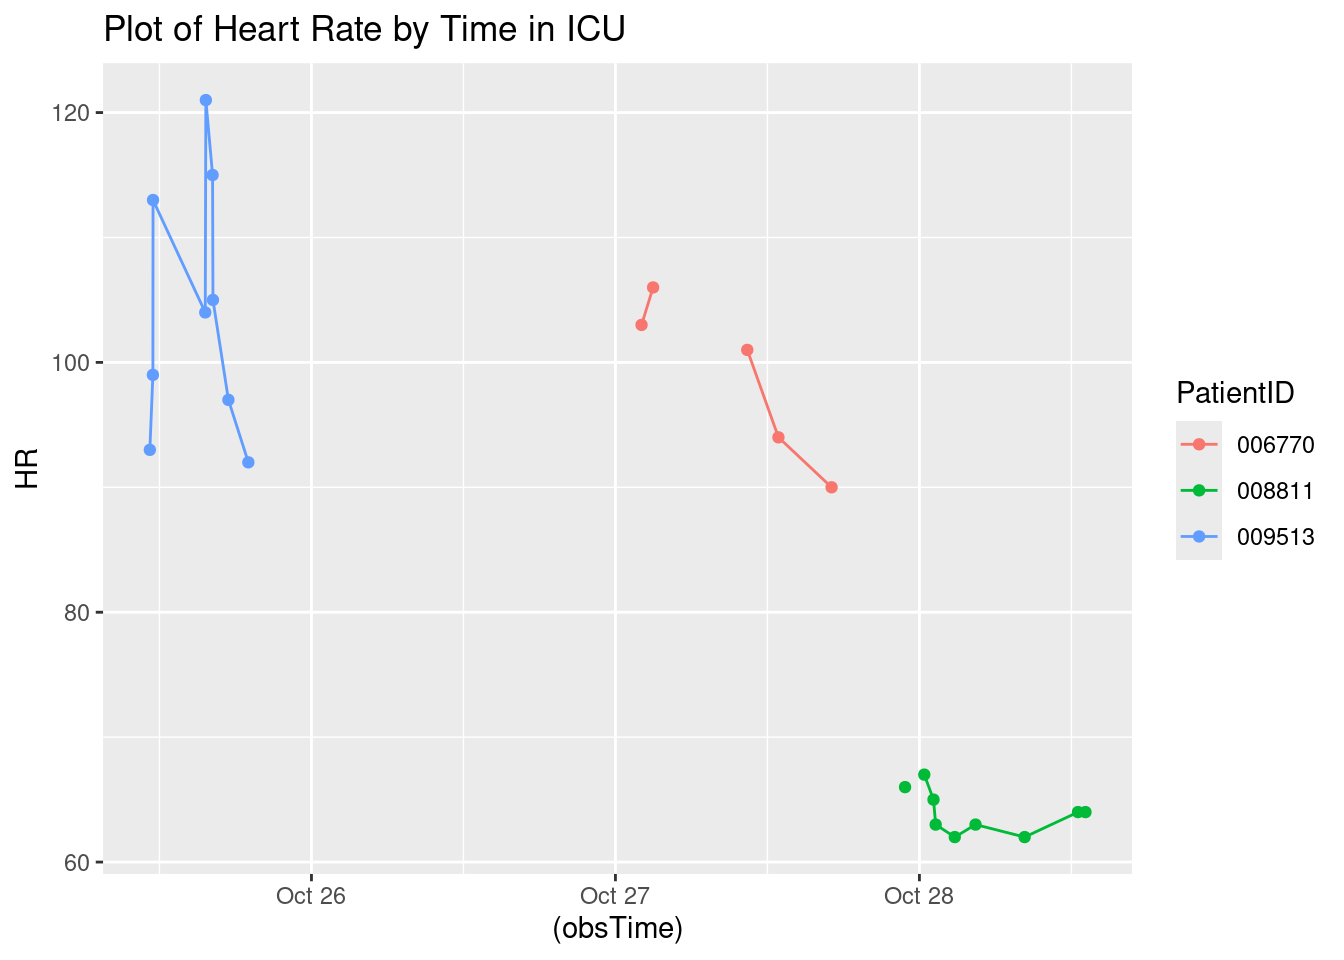 Plot of Heart Rate by Time in ICU
120
100
80
60
HR
Oct 26
Oct 27
Oct 28
(obsTime)
PatientID
006770
008811
009513